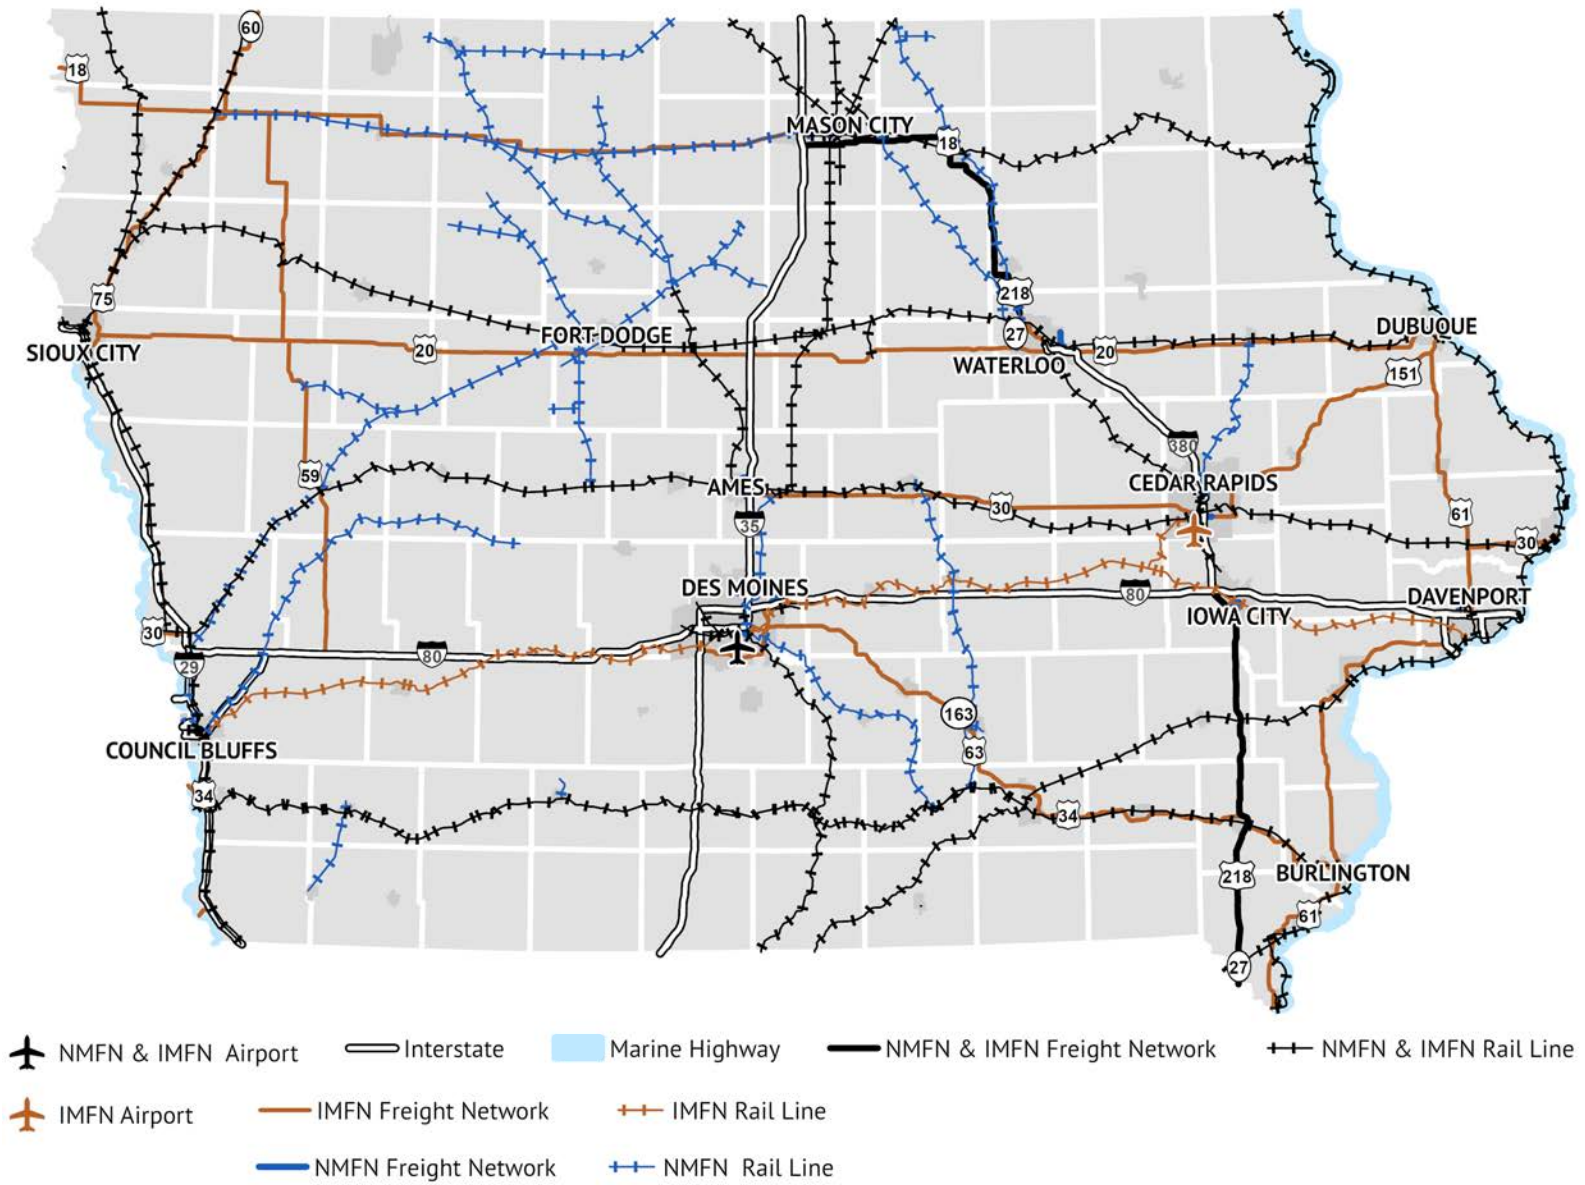 60
18
MASON CITY
18
75
218
SIOUX CITY
FORT DODGE
20
27
WATERLOO
20
DUBUQUE
151
380
59
AMES
30
CEDAR RAPIDS
35
61
30
DES MOINES
80
IOWA CITY
DAVENPORT
30
29
80
163
63
COUNCIL BLUFFS
34
34
218
BURLINGTON
61
27
NMFN & IMFN Airport
Interstate
Marine Highway
NMFN & IMFN Freight Network
NMFN & IMFN Rail Line
IMFN Airport
IMFN Freight Network
IMFN Rail Line
NMFN Freight Network
NMFN Rail Line